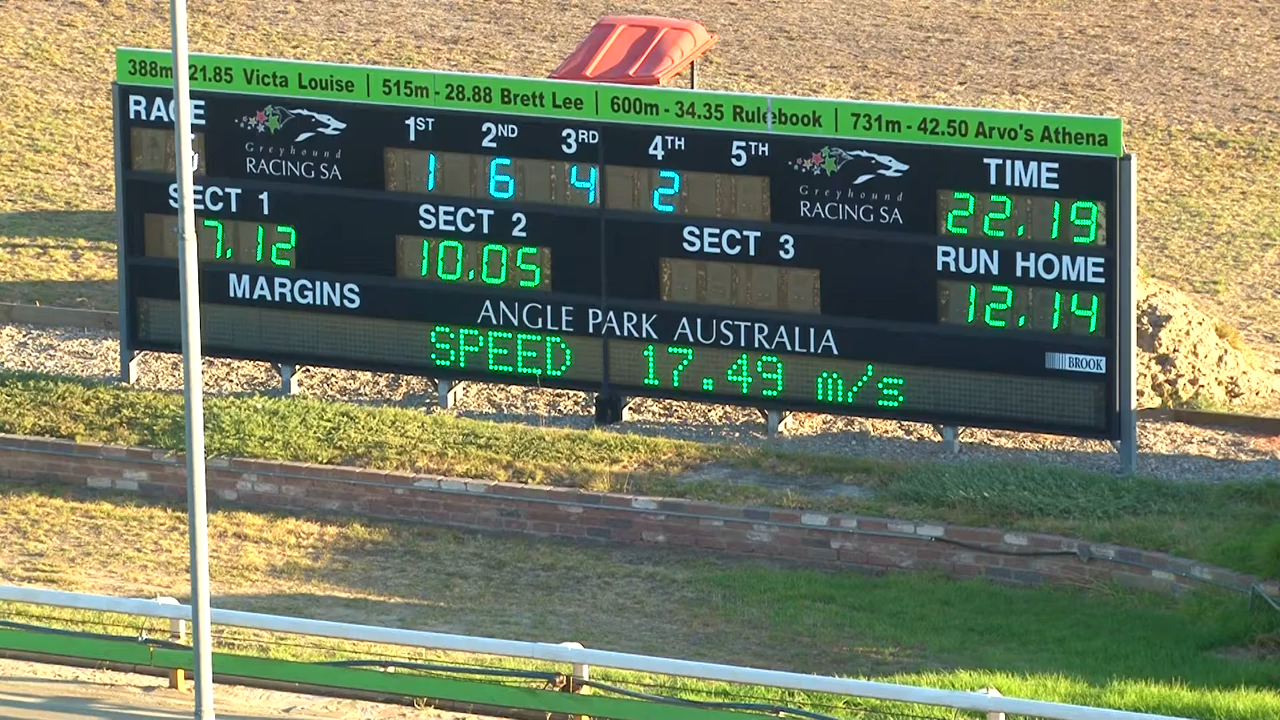 388m 21.85 Victa Louise | 515m - 28.88 Brett Lee | 600m - 34.35 Rulebook | 731m - 42.50 Arvo's Athena
RACE
Greyhound
RACING SA
1ST 2ND 3RD 4TH 5TH
1 6 4 2
Greyhound
RACING SA
TIME
22.19
SECT 1
7.12
SECT 2
10.05
SECT 3
RUN HOME
12.14
MARGINS
ANGLE PARK AUSTRALIA
BROOK
SPEED 17.49 m/s